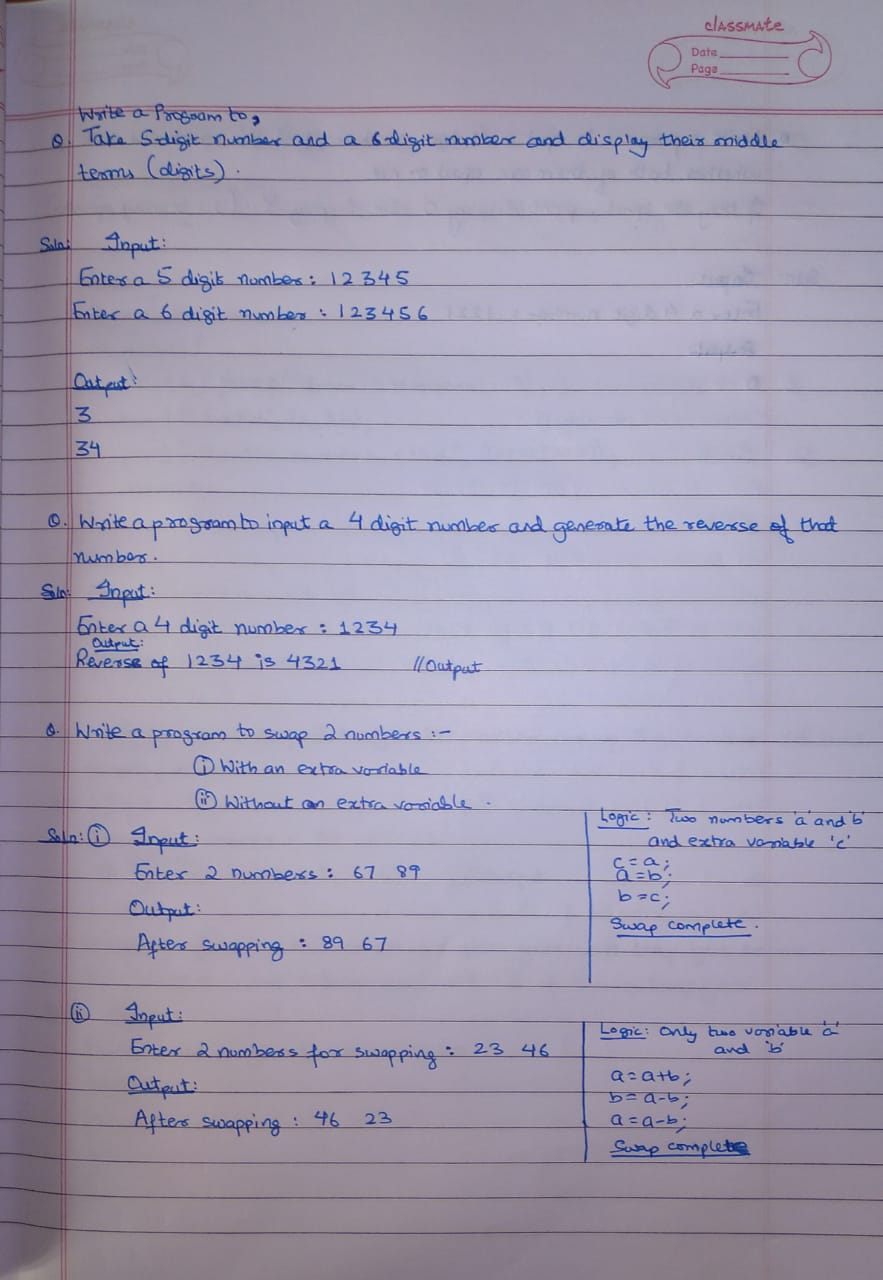 classmate
Date
Page
Write a Program to,
Q. Take 5-digit number and a 6-digit number and display their middle
terms (digits).
Soln: Input:
Enter a 5 digit number: 12345
Enter a 6 digit number : 123456
Output:
3
34
Q. Write a program to input a 4 digit number and generate the reverse of that
number.
Soln: Input:
Enter a 4 digit number : 1234
Output:
Reverse of 1234 is 4321 //Output
Q. Write a program to swap 2 numbers :-
(i) With an extra variable
(ii) Without an extra variable.
Soln: (i) Input:
Enter 2 numbers : 67 89
Output:
After swapping : 89 67
Logic: Two numbers 'a' and 'b'
and extra variable 'c'
c = a;
a = b;
b = c;
Swap complete.
(ii) Input:
Enter 2 numbers for swapping : 23 46
Output:
After swapping : 46 23
Logic: Only two variable 'a'
and 'b'
a = a+b;
b = a-b;
a = a-b;
Swap complete